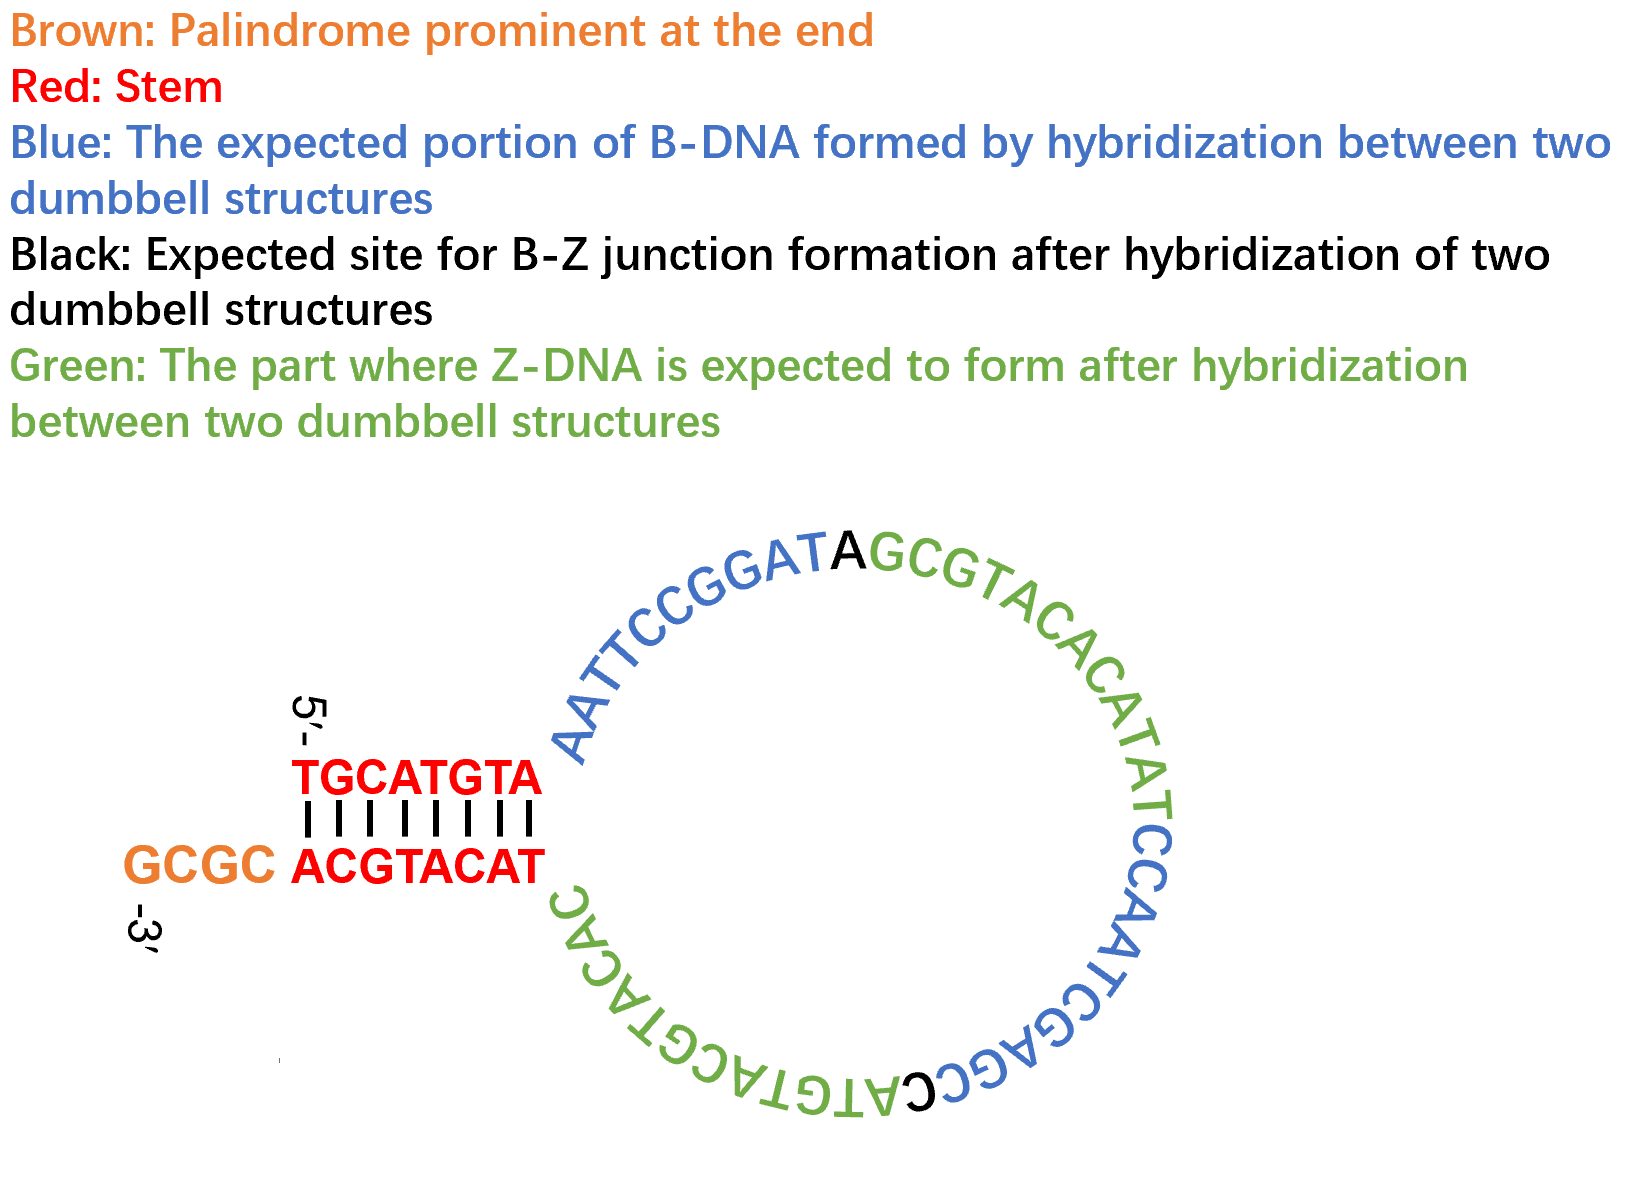 Brown: Palindrome prominent at the end
Red: Stem
Blue: The expected portion of B-DNA formed by hybridization between two
dumbbell structures
Black: Expected site for B-Z junction formation after hybridization of two
dumbbell structures
Green: The part where Z-DNA is expected to form after hybridization
between two dumbbell structures
5′-
TGCATGTA
AATTCCGGATAGCGTACACATATCCAATCGAGCCATGTACGTACAC
GCGC ACGTACAT
-3′